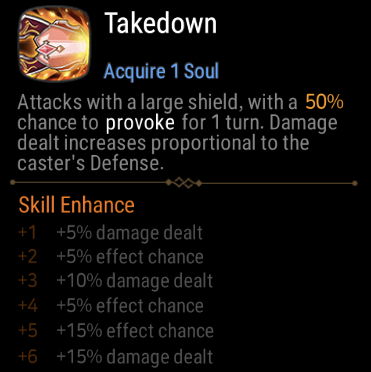 Takedown
Acquire 1 Soul
Attacks with a large shield, with a 50%
chance to provoke for 1 turn. Damage
dealt increases proportional to the
caster's Defense.
Skill Enhance
+1 +5% damage dealt
+2 +5% effect chance
+3 +10% damage dealt
+4 +5% effect chance
+5 +15% effect chance
+6 +15% damage dealt